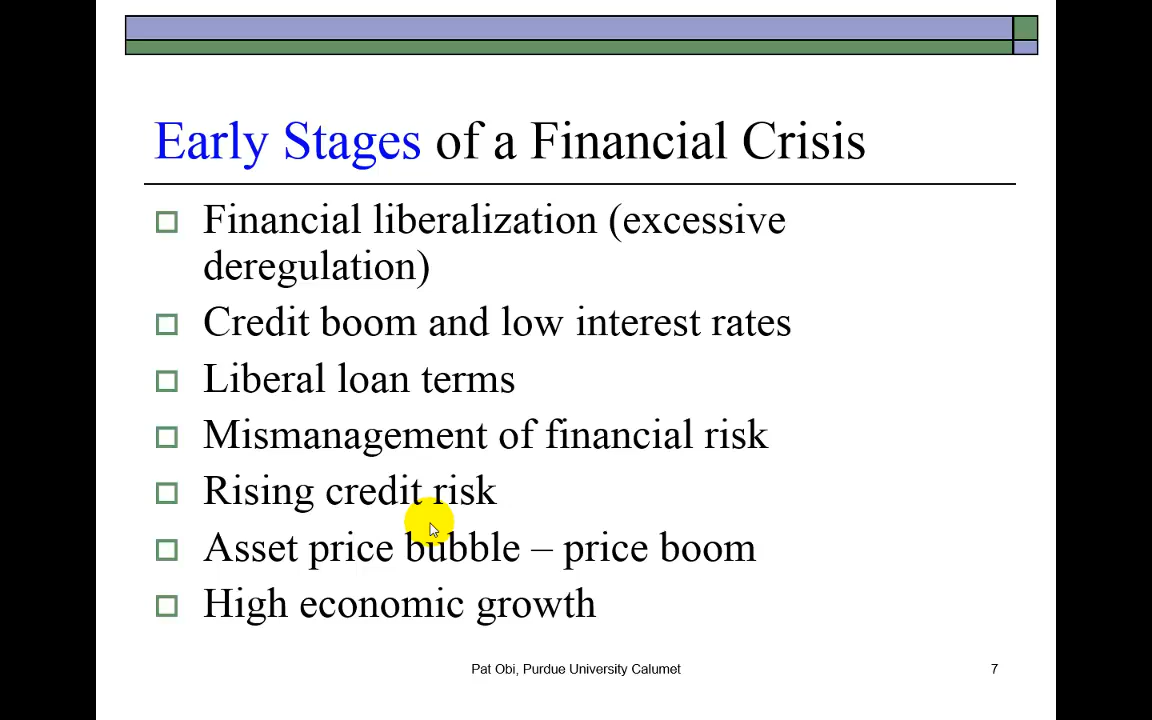 Early Stages of a Financial Crisis
Financial liberalization (excessive
deregulation)
Credit boom and low interest rates
Liberal loan terms
Mismanagement of financial risk
Rising credit risk
Asset price bubble – price boom
High economic growth
Pat Obi, Purdue University Calumet
7